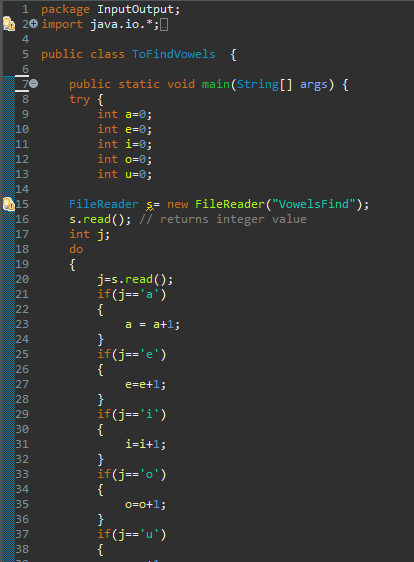 1 package InputOutput;
2 import java.io.*;
4
5 public class ToFindVowels {
6
7 public static void main(String[] args) {
8 try {
9 int a=0;
10 int e=0;
11 int i=0;
12 int o=0;
13 int u=0;
14
15 FileReader s= new FileReader("VowelsFind");
16 s.read(); // returns integer value
17 int j;
18 do
19 {
20 j=s.read();
21 if(j=='a')
22 {
23 a = a+1;
24 }
25 if(j=='e')
26 {
27 e=e+1;
28 }
29 if(j=='i')
30 {
31 i=i+1;
32 }
33 if(j=='o')
34 {
35 o=o+1;
36 }
37 if(j=='u')
38 {